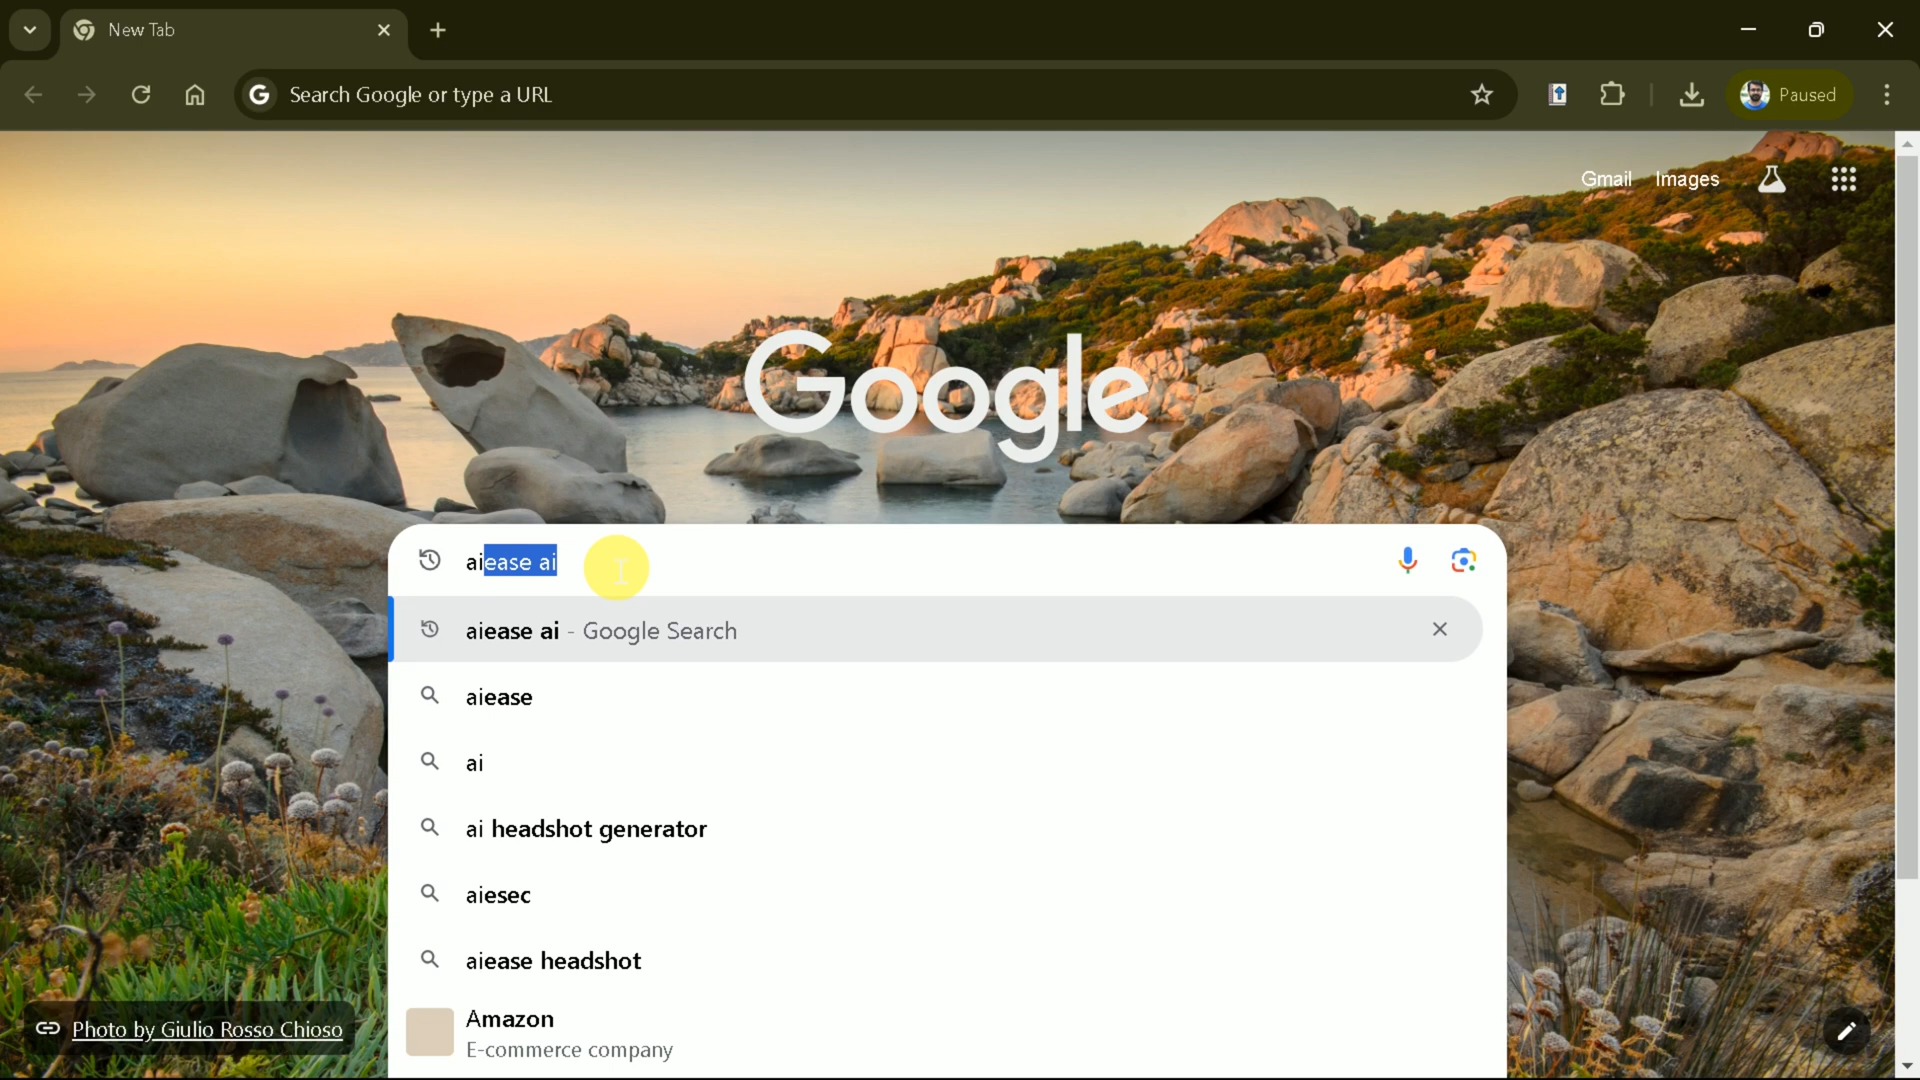 New Tab
Search Google or type a URL
Paused
Gmail Images
Google
aiease ai
aiease ai - Google Search
aiease
ai
ai headshot generator
aiesec
aiease headshot
Amazon
E-commerce company
Photo by Giulio Rosso Chioso